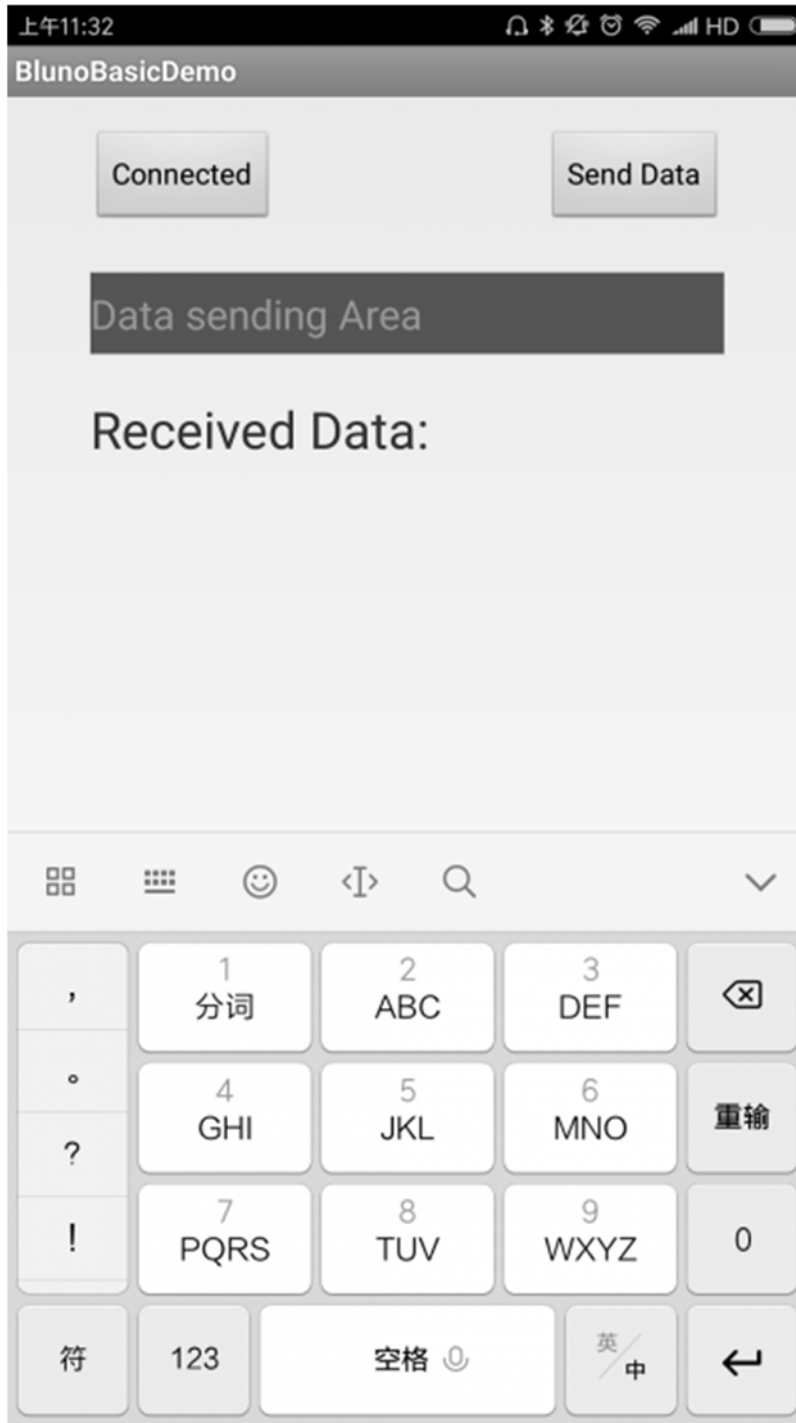 上午11:32 HD
BlunoBasicDemo
Connected Send Data
Data sending Area
Received Data:
, 1 2 3
分词 ABC DEF
。 4 5 6 重输
GHI JKL MNO
?
! 7 8 9 0
PQRS TUV WXYZ
符 123 空格 英/中